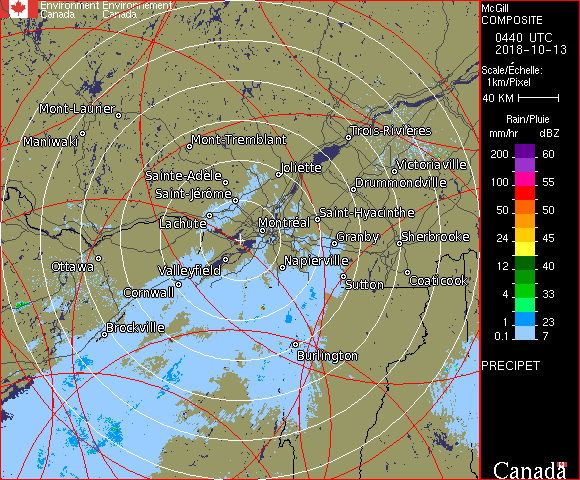 Environment Environnement
Canada Canada
McGill
COMPOSITE
0440 UTC
2018-10-13
Scale/Échelle:
1km/Pixel
40 KM
Rain/Pluie
mm/hr dBZ
200 60
100 55
50 50
24 45
12 40
4 33
1 23
0.1 7
PRECIPET
Canada
Mont-Laurier
Maniwaki
Mont-Tremblant
Trois-Rivières
Sainte-Adèle
Joliette
Victoriaville
Saint-Jérôme
Drummondville
Lachute
Montréal
Saint-Hyacinthe
Granby
Sherbrooke
Ottawa
Valleyfield
Napierville
Cornwall
Sutton
Coaticook
Brockville
Burlington